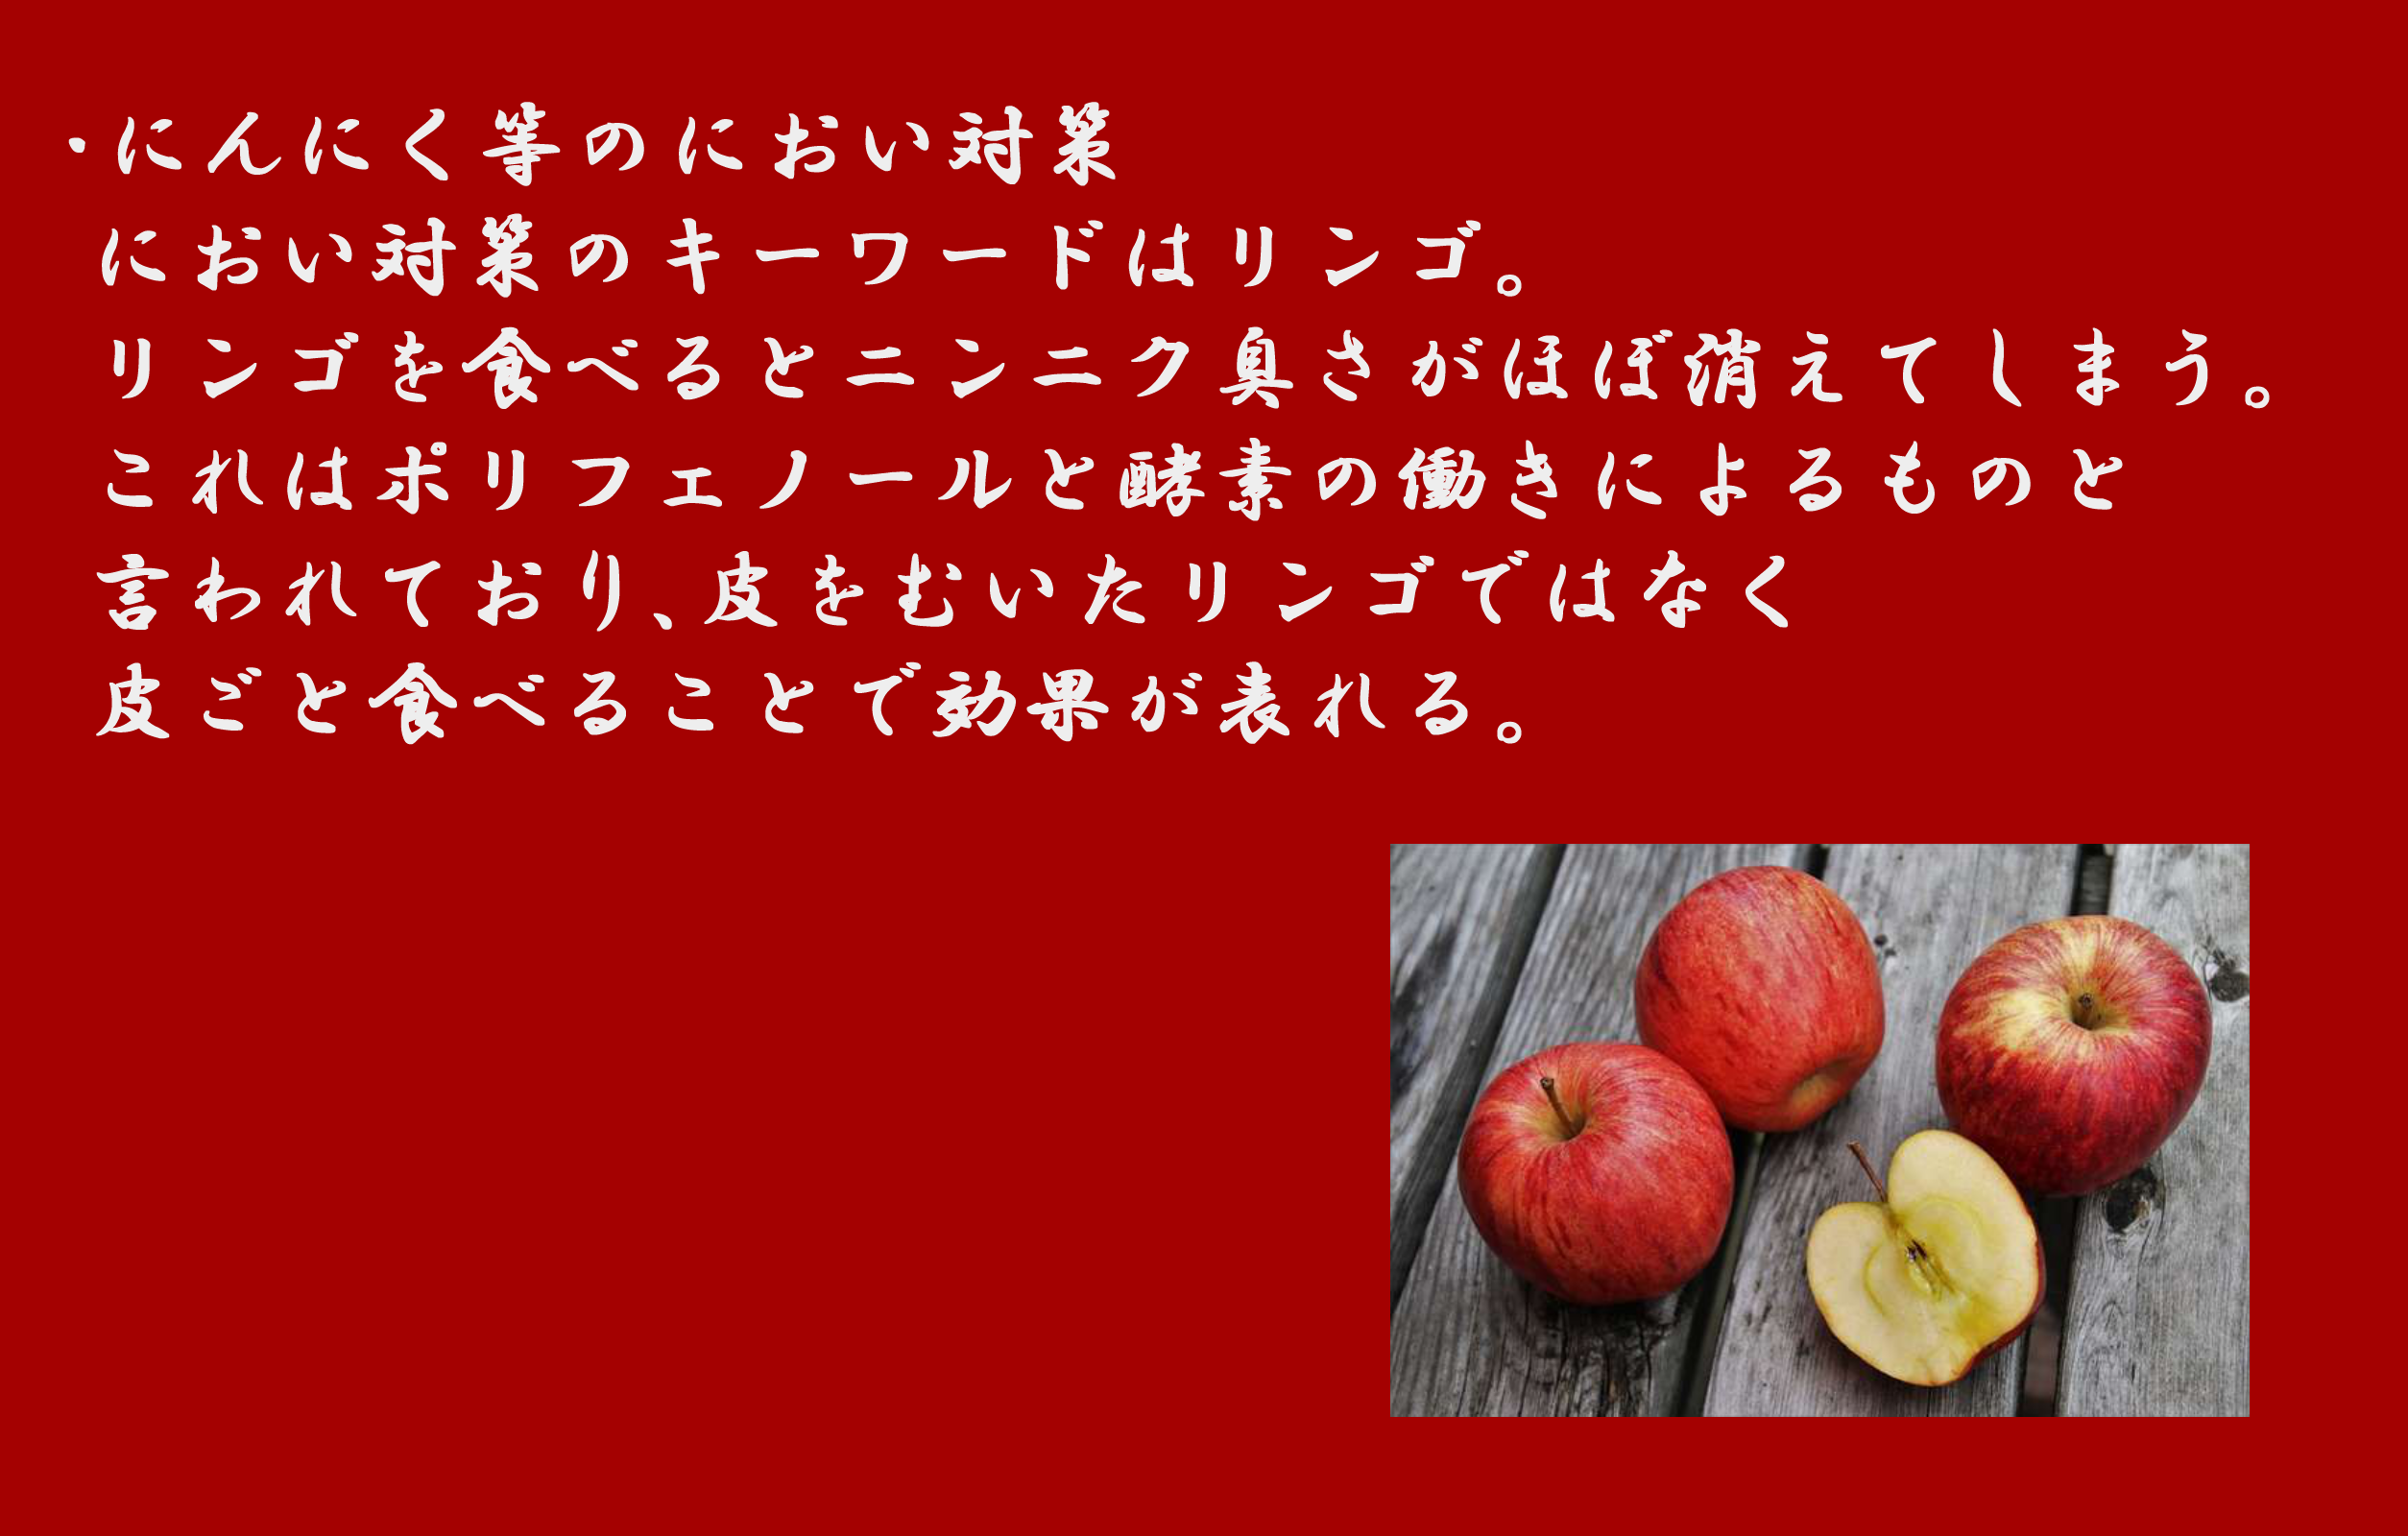 ・にんにく等のにおい対策
におい対策のキーワードはリンゴ。
リンゴを食べるとニンニク臭さがほぼ消えてしまう。
これはポリフェノールと酵素の働きによるものと
言われており、皮をむいたリンゴではなく
皮ごと食べることで効果が表れる。